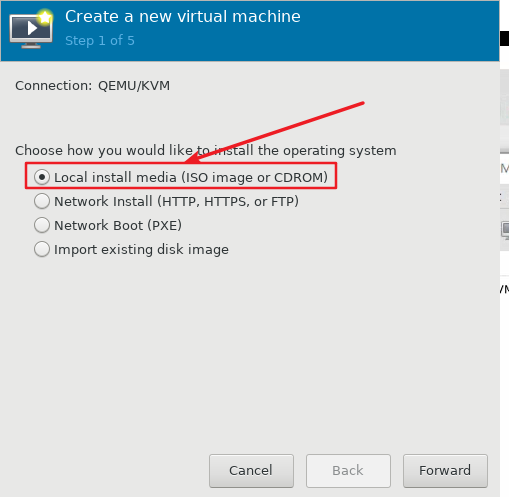 Create a new virtual machine
Step 1 of 5
Connection: QEMU/KVM
Choose how you would like to install the operating system
Local install media (ISO image or CDROM)
Network Install (HTTP, HTTPS, or FTP)
Network Boot (PXE)
Import existing disk image
Cancel
Back
Forward